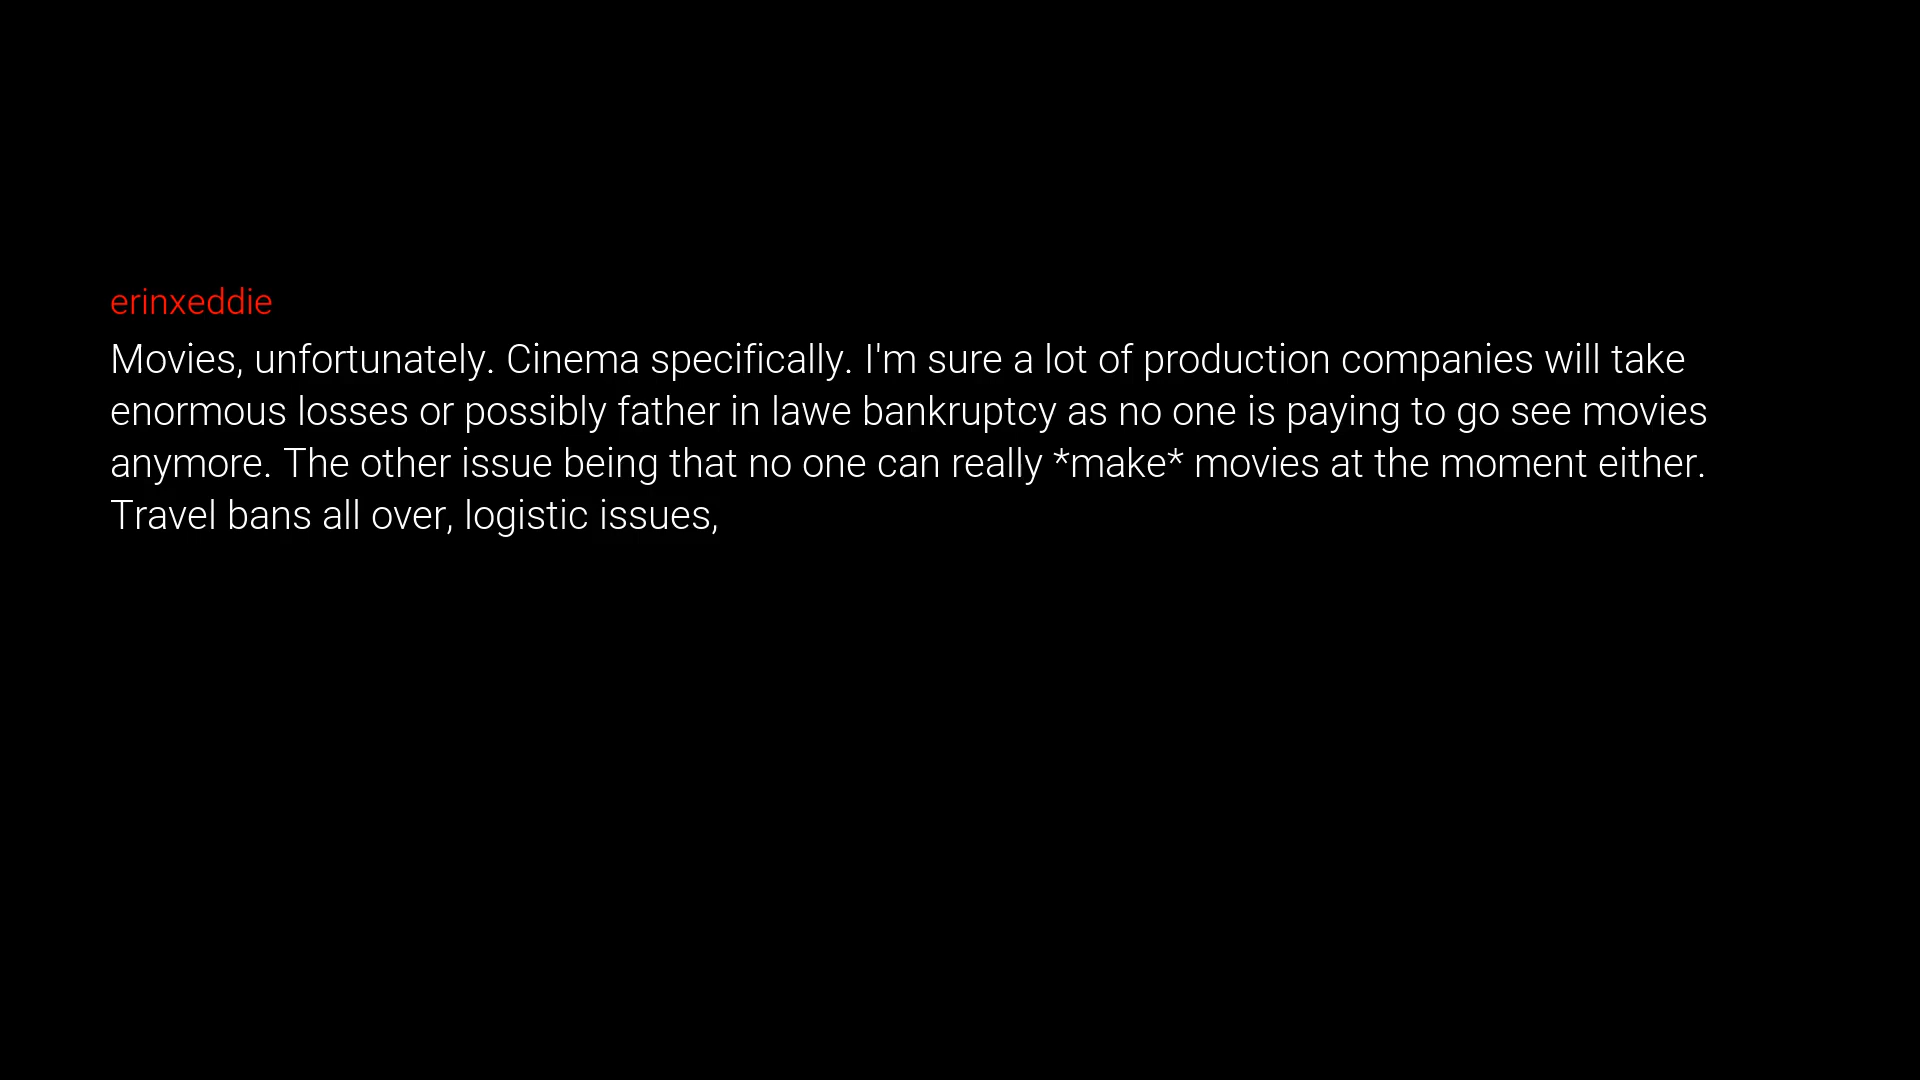 erinxeddie
Movies, unfortunately. Cinema specifically. I'm sure a lot of production companies will take
enormous losses or possibly father in lawe bankruptcy as no one is paying to go see movies
anymore. The other issue being that no one can really *make* movies at the moment either.
Travel bans all over, logistic issues,